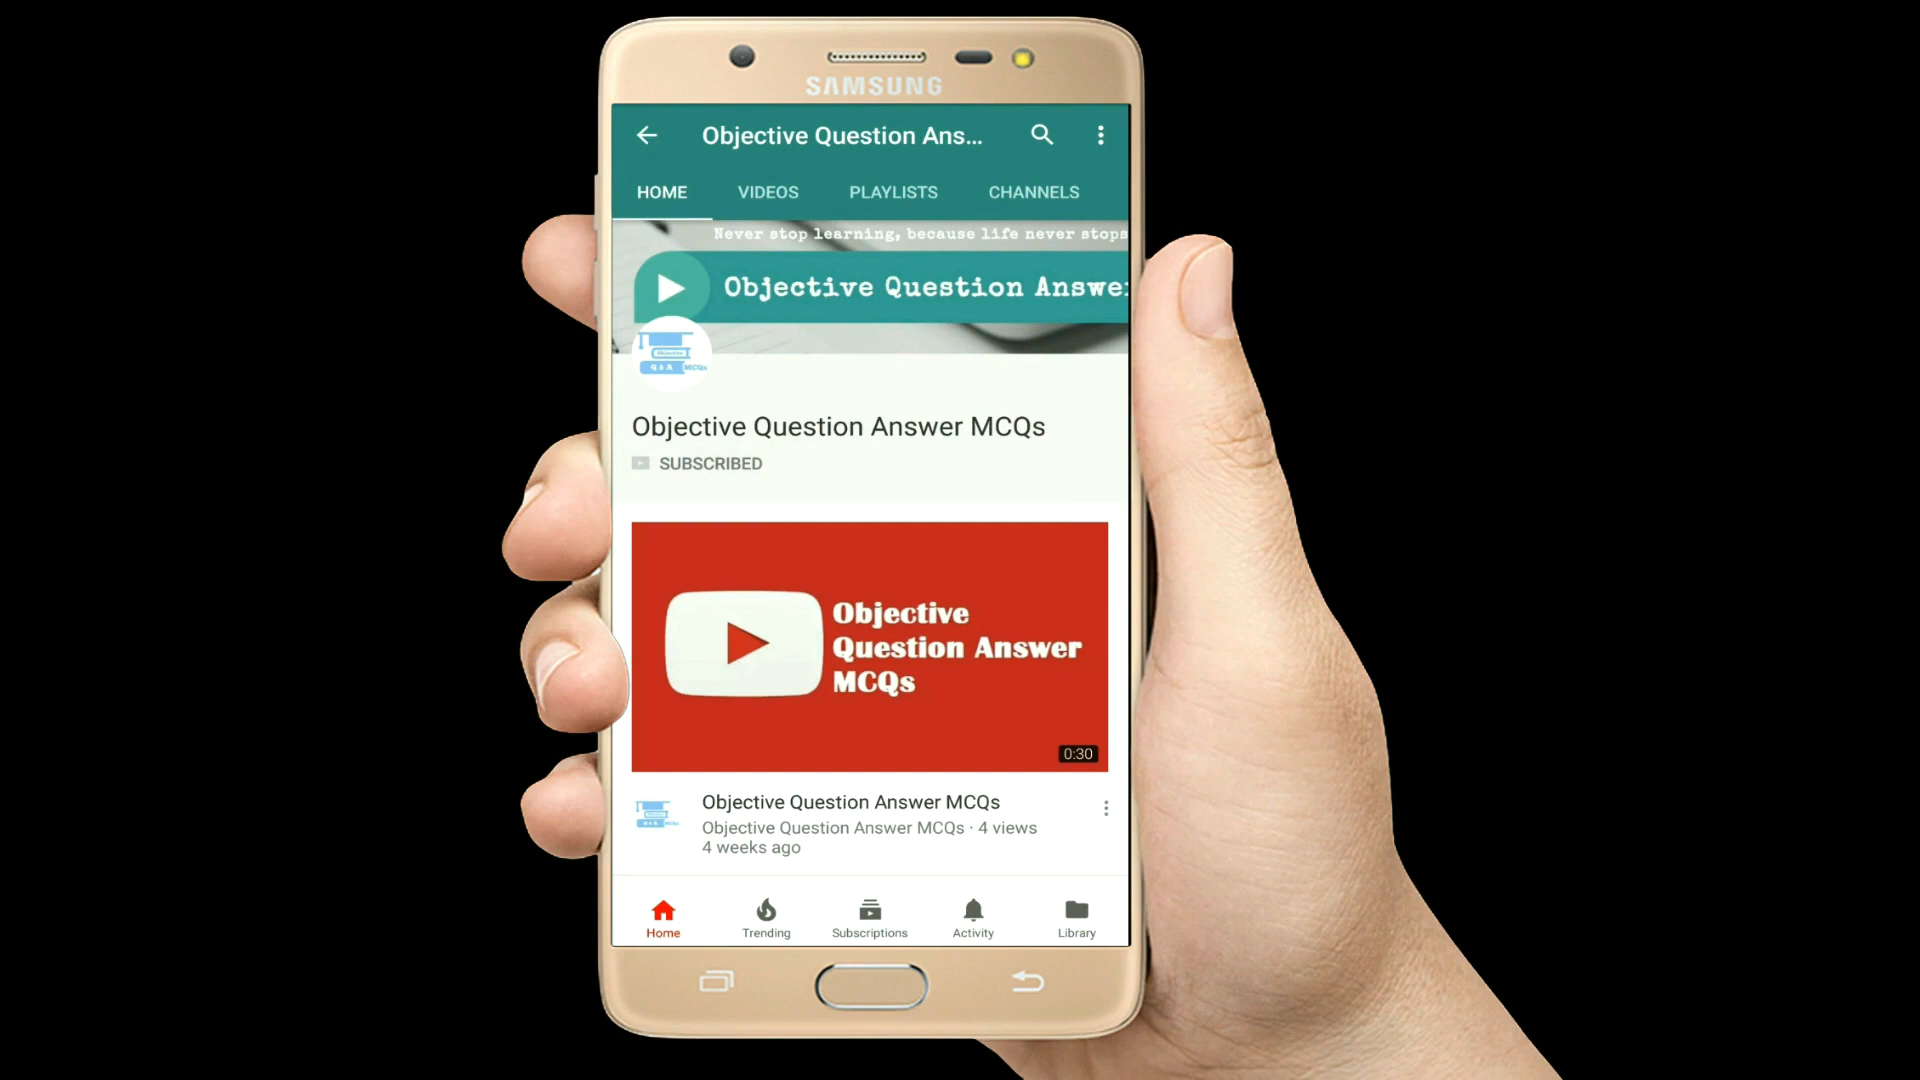 SAMSUNG
Objective Question Ans...
HOME VIDEOS PLAYLISTS CHANNELS
Never stop learning, because life never stops
Objective Question Answe
Objective
Q & A MCQs
Objective Question Answer MCQs
SUBSCRIBED
Objective
Question Answer
MCQs
0:30
Objective Question Answer MCQs
Objective Question Answer MCQs · 4 views
4 weeks ago
Home Trending Subscriptions Activity Library